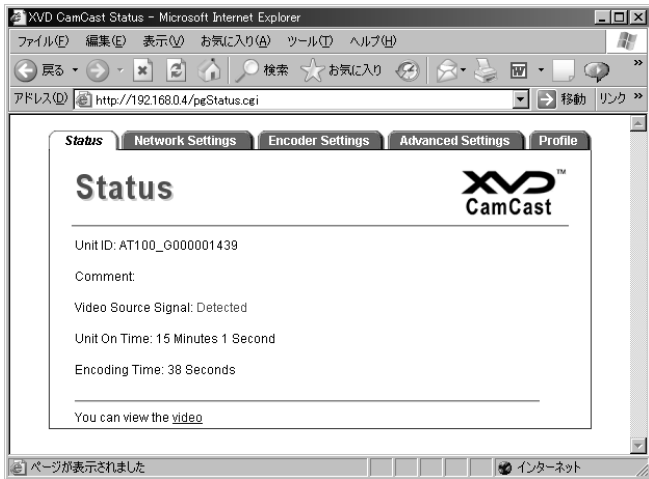 XVD CamCast Status - Microsoft Internet Explorer
ファイル(F) 編集(E) 表示(V) お気に入り(A) ツール(T) ヘルプ(H)
戻る 検索 お気に入り W »
アドレス(D) http://192.168.0.4/pgStatus.cgi 移動 リンク »
Status Network Settings Encoder Settings Advanced Settings Profile
Status
XVD™
CamCast
Unit ID: AT100_G000001439
Comment:
Video Source Signal: Detected
Unit On Time: 15 Minutes 1 Second
Encoding Time: 38 Seconds
You can view the video
ページが表示されました インターネット